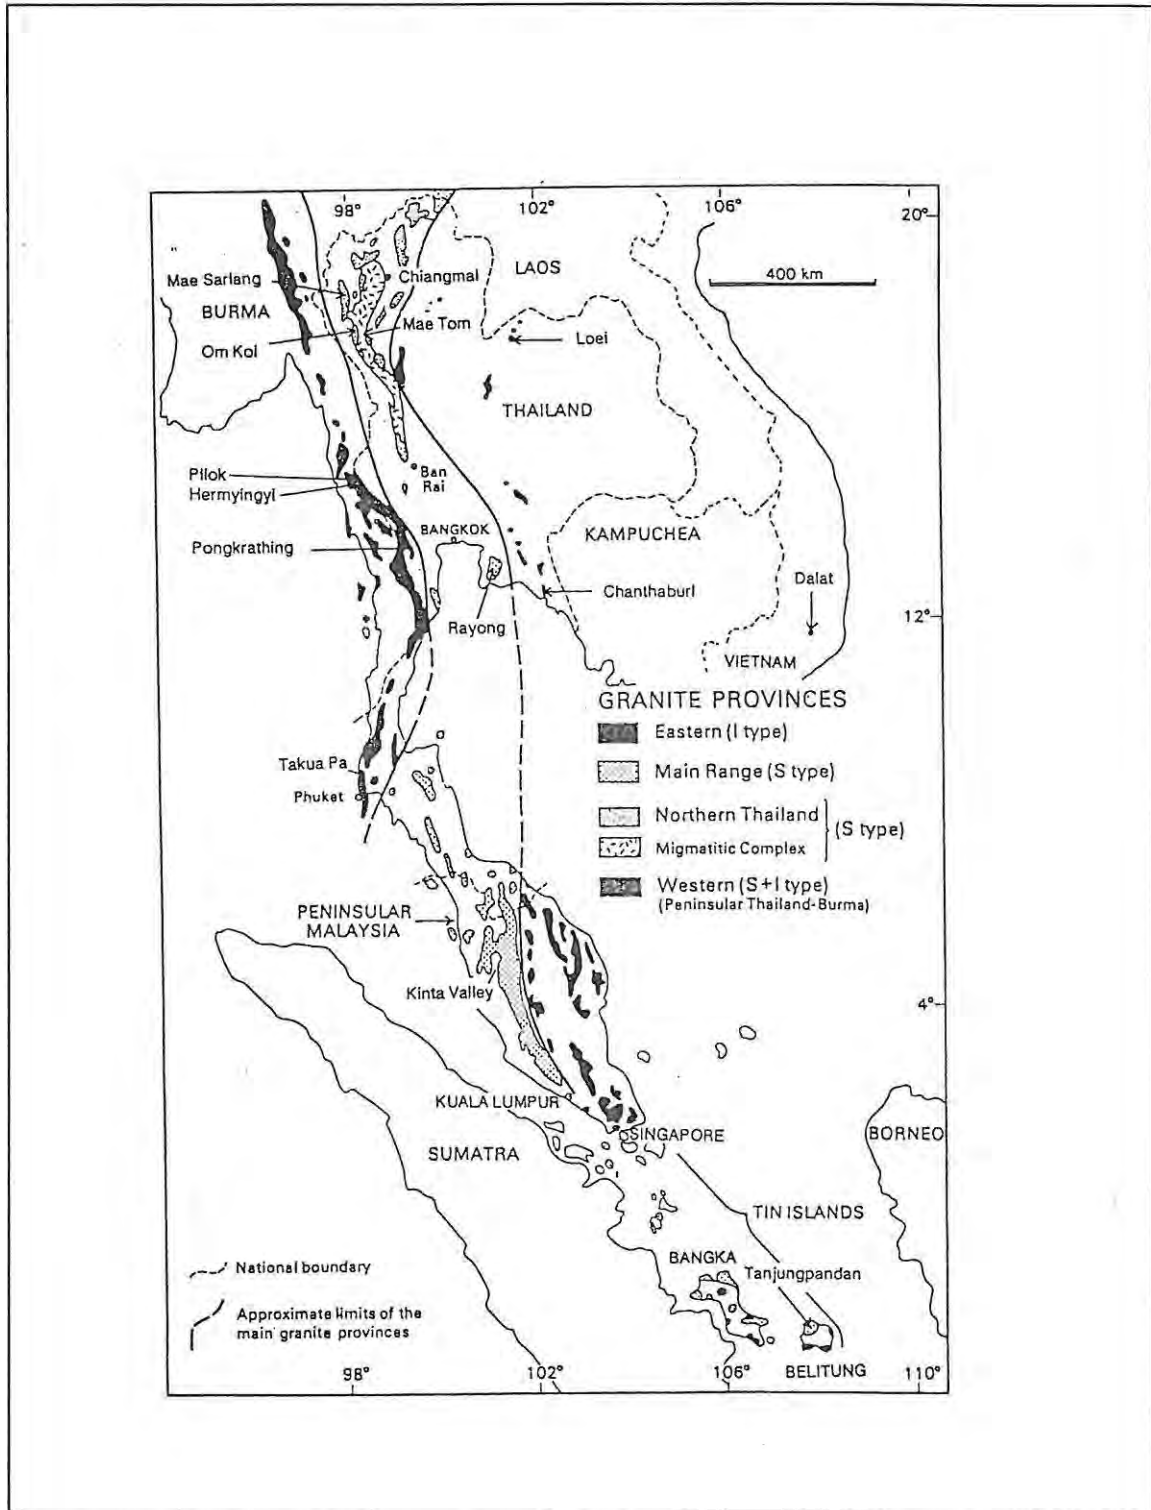 98°
102°
106°
20°
LAOS
400 km
Mae Sarlang
Chiangmai
BURMA
Mae Tom
Om Koi
Loei
THAILAND
Pilok
Hermyingyi
Ban
Rai
BANGKOK
KAMPUCHEA
Pongkrathing
Dalat
Chanthaburi
12°
Rayong
VIETNAM
GRANITE PROVINCES
Eastern (I type)
Takua Pa
Main Range (S type)
Phuket
Northern Thailand
(S type)
Migmatitic Complex
Western (S+I type)
(Peninsular Thailand-Burma)
PENINSULAR
MALAYSIA
Kinta Valley
4°
KUALA LUMPUR
SINGAPORE
BORNEO
SUMATRA
TIN ISLANDS
BANGKA
National boundary
Tanjungpandan
Approximate limits of the
main granite provinces
BELITUNG
98°
102°
106°
110°